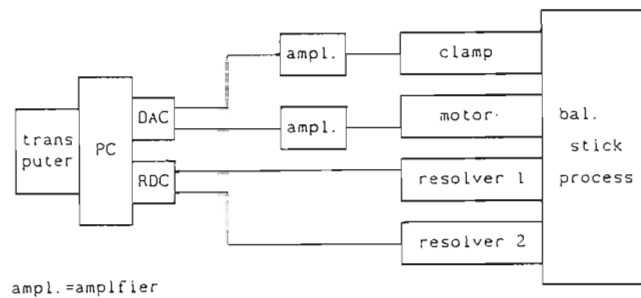 trans
puter
PC
DAC
RDC
ampl.
ampl.
clamp
motor
resolver 1
resolver 2
bal.
stick
process
ampl.=amplfier